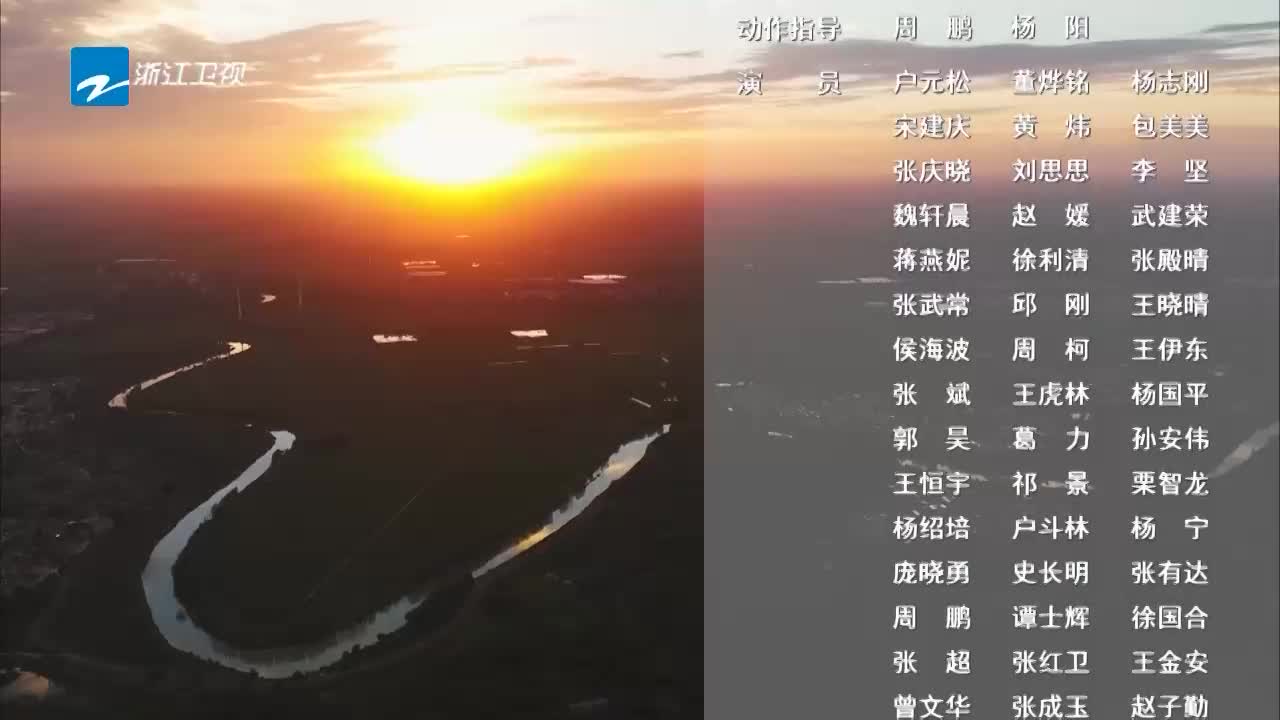 动作指导 周 鹏 杨 阳
浙江卫视
演 员 户元松 董烨铭 杨志刚
宋建庆 黄 炜 包美美
张庆晓 刘思思 李 坚
魏轩晨 赵 媛 武建荣
蒋燕妮 徐利清 张殿晴
张武常 邱 刚 王晓晴
侯海波 周 柯 王伊东
张 斌 王虎林 杨国平
郭 昊 葛 力 孙安伟
王恒宇 祁 景 栗智龙
杨绍培 户斗林 杨 宁
庞晓勇 史长明 张有达
周 鹏 谭士辉 徐国合
张 超 张红卫 王金安
曾文华 张成玉 赵子勤